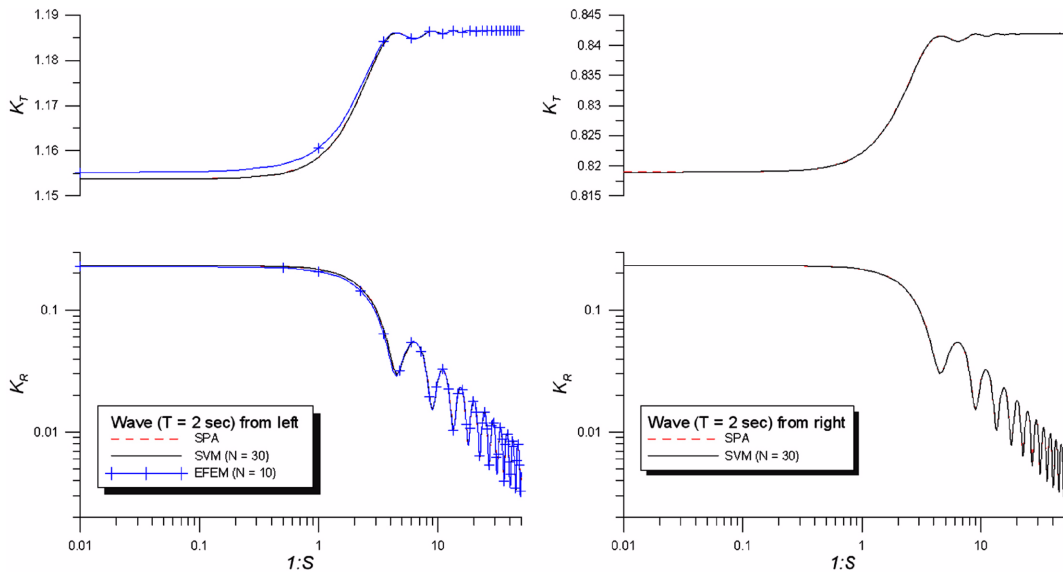 1.19
1.18
1.17
1.16
1.15
K_T
0.845
0.84
0.835
0.83
0.825
0.82
0.815
K_T
0.1
0.01
K_R
Wave (T = 2 sec) from left
SPA
SVM (N = 30)
EFEM (N = 10)
0.01 0.1 1 10
1:S
0.1
0.01
K_R
Wave (T = 2 sec) from right
SPA
SVM (N = 30)
0.01 0.1 1 10
1:S